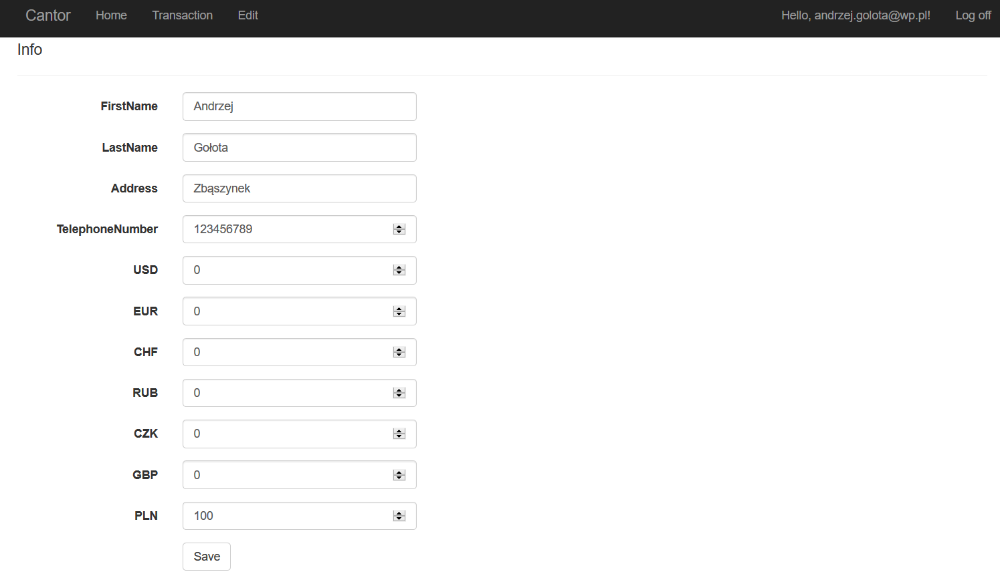 Cantor Home Transaction Edit Hello, andrzej.golota@wp.pl! Log off
Info
FirstName Andrzej
LastName Gołota
Address Zbąszynek
TelephoneNumber 123456789
USD 0
EUR 0
CHF 0
RUB 0
CZK 0
GBP 0
PLN 100
Save